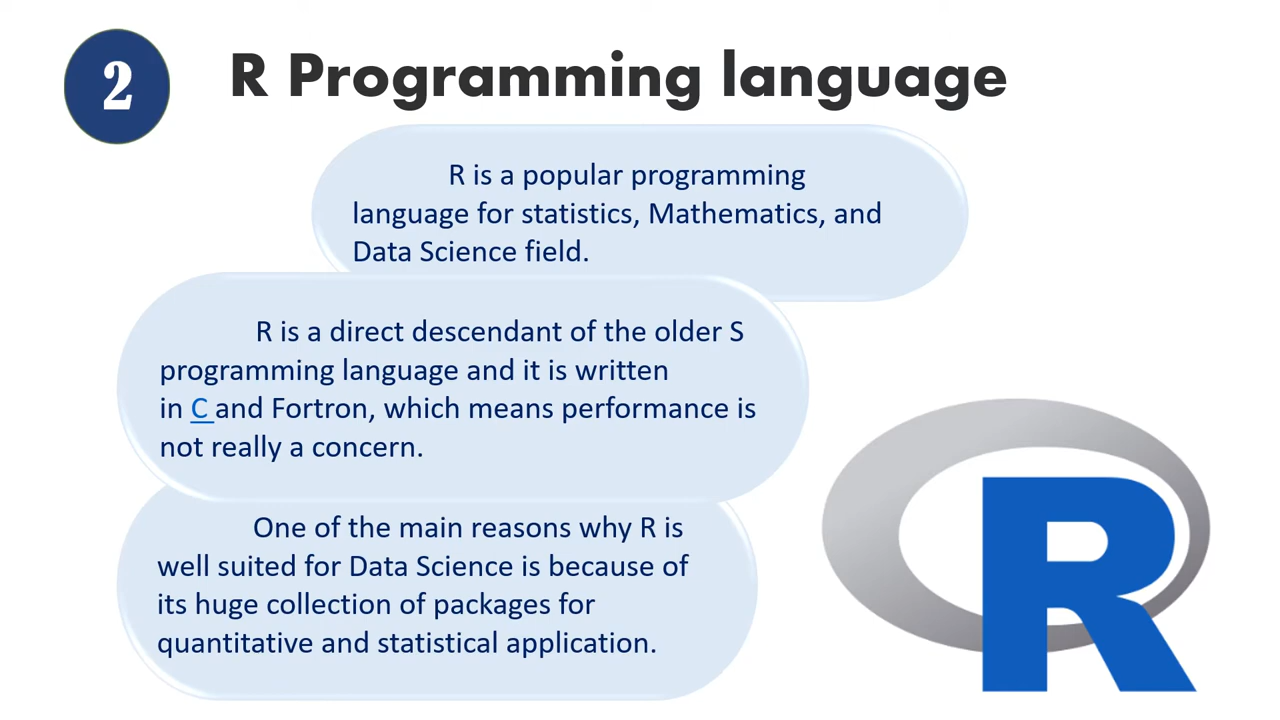 2
R Programming language
R is a popular programming
language for statistics, Mathematics, and
Data Science field.
R is a direct descendant of the older S
programming language and it is written
in C and Fortron, which means performance is
not really a concern.
One of the main reasons why R is
well suited for Data Science is because of
its huge collection of packages for
quantitative and statistical application.
R